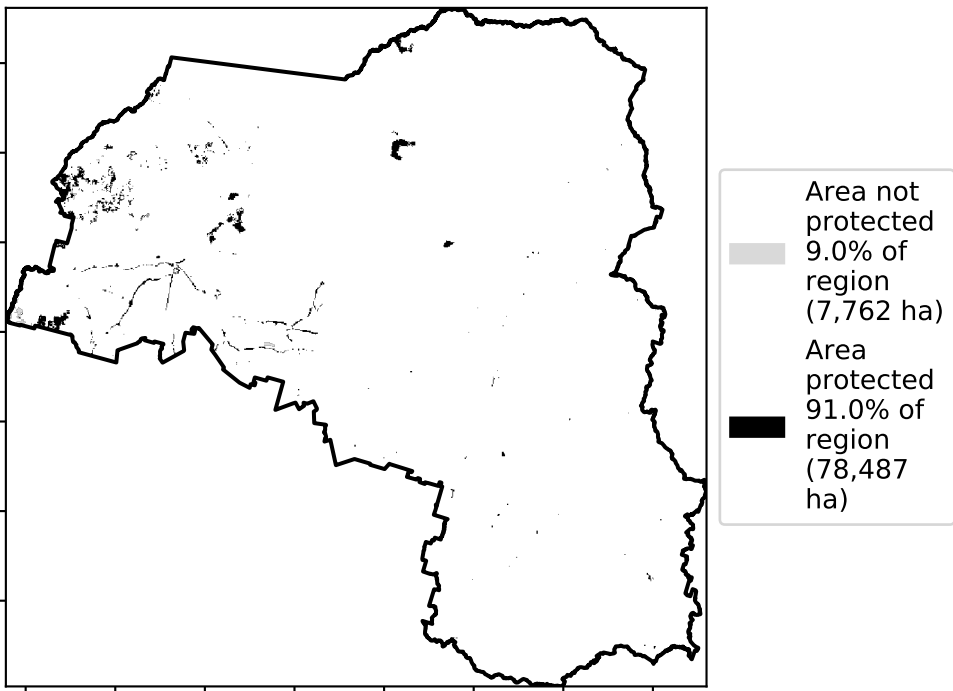 Area not
protected
9.0% of
region
(7,762 ha)
Area
protected
91.0% of
region
(78,487
ha)